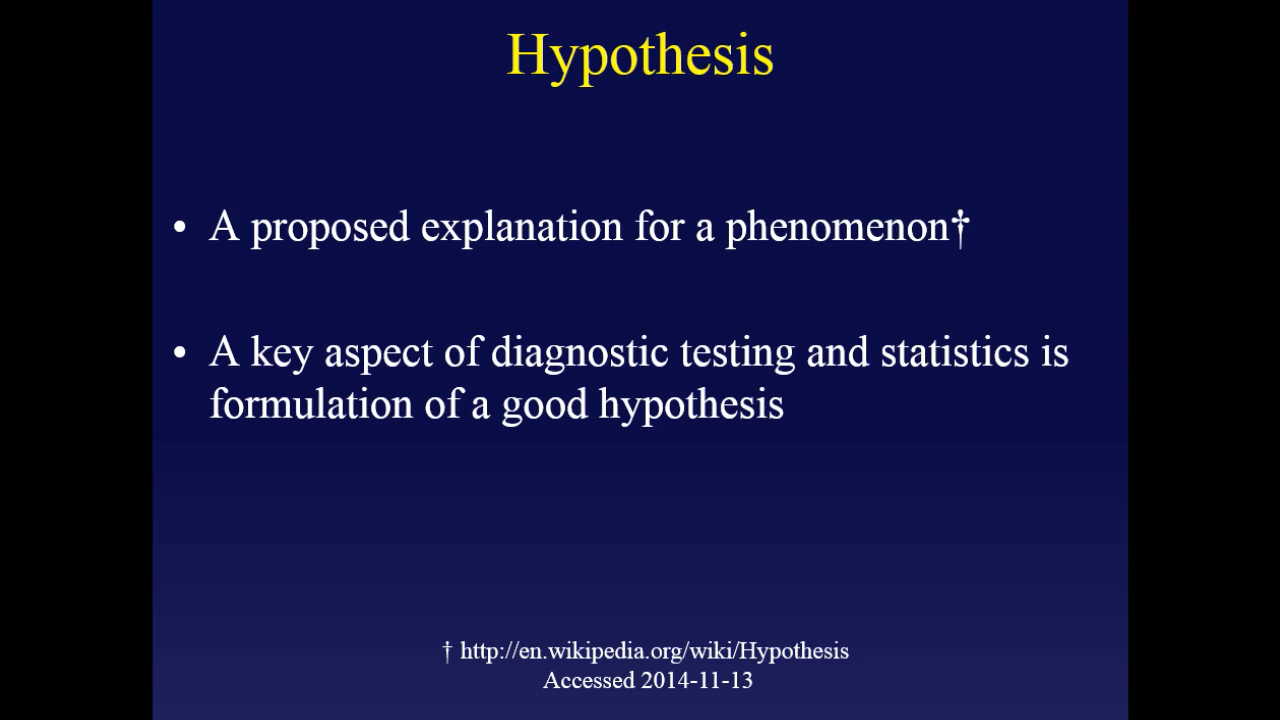 Hypothesis
• A proposed explanation for a phenomenon†
• A key aspect of diagnostic testing and statistics is
formulation of a good hypothesis
† http://en.wikipedia.org/wiki/Hypothesis
Accessed 2014-11-13